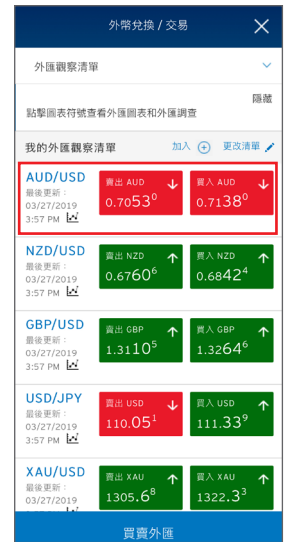 外幣兌換 / 交易
外匯觀察清單
隱藏
點擊圖表符號查看外匯圖表和外匯調查
我的外匯觀察清單 加入 更改清單
AUD/USD
最後更新：
03/27/2019
3:57 PM
賣出 AUD
0.7053⁰
買入 AUD
0.7138⁰
NZD/USD
最後更新：
03/27/2019
3:57 PM
賣出 NZD
0.6760⁶
買入 NZD
0.6842⁴
GBP/USD
最後更新：
03/27/2019
3:57 PM
賣出 GBP
1.3110⁵
買入 GBP
1.3264⁶
USD/JPY
最後更新：
03/27/2019
3:57 PM
賣出 USD
110.05¹
買入 USD
111.33⁹
XAU/USD
最後更新：
03/27/2019
賣出 XAU
1305.6⁸
買入 XAU
1322.3³
買賣外匯